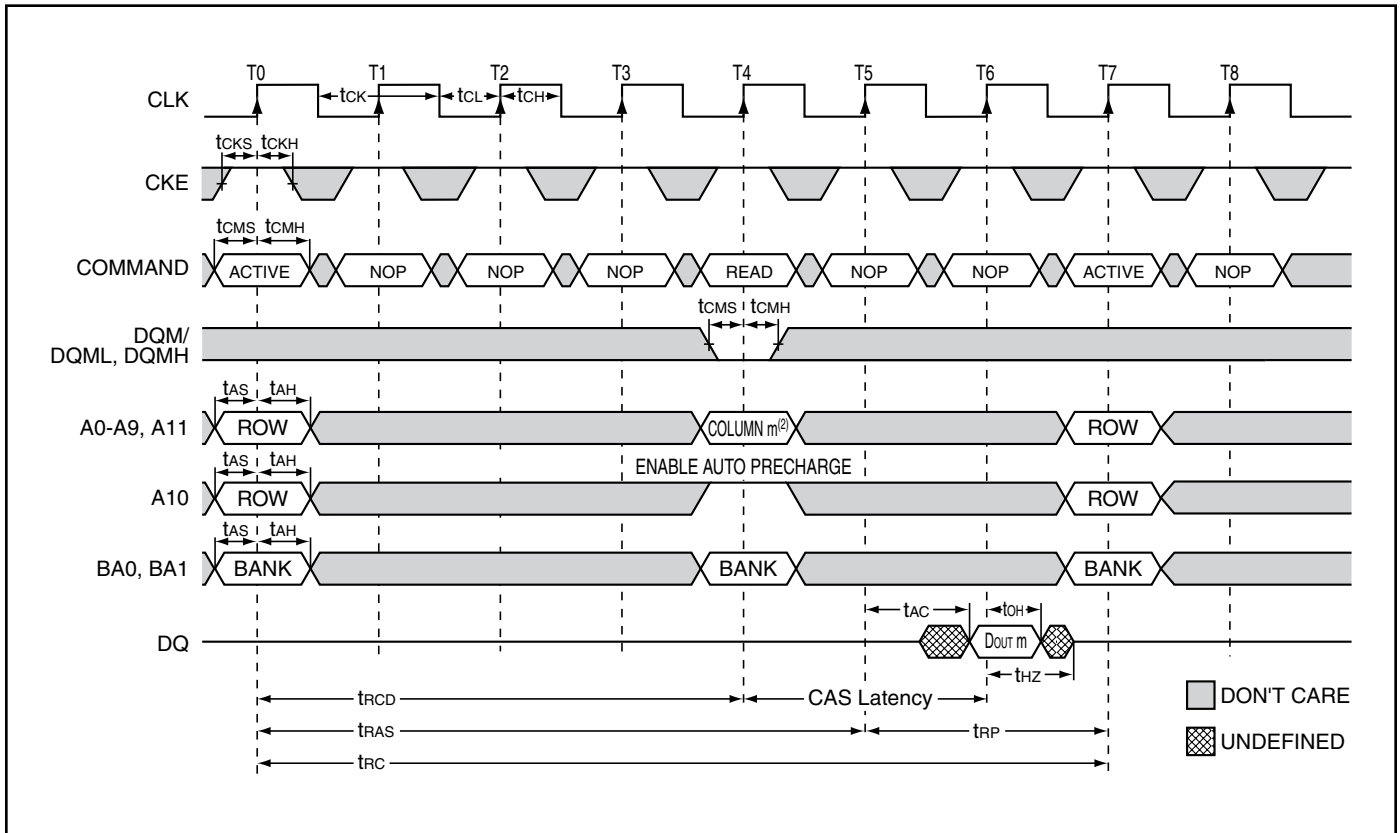 T0 T1 T2 T3 T4 T5 T6 T7 T8
CLK tCK tCL tCH
tCKS tCKH
CKE
tCMS tCMH
COMMAND ACTIVE NOP NOP NOP READ NOP NOP ACTIVE NOP
tCMS tCMH
DQM/
DQML, DQMH
tAS tAH
A0-A9, A11 ROW COLUMN m(2) ROW
tAS tAH ENABLE AUTO PRECHARGE
A10 ROW ROW
tAS tAH
BA0, BA1 BANK BANK BANK
tAC tOH
DQ DOUT m
tHZ
tRCD CAS Latency
DON'T CARE
tRAS tRP
UNDEFINED
tRC